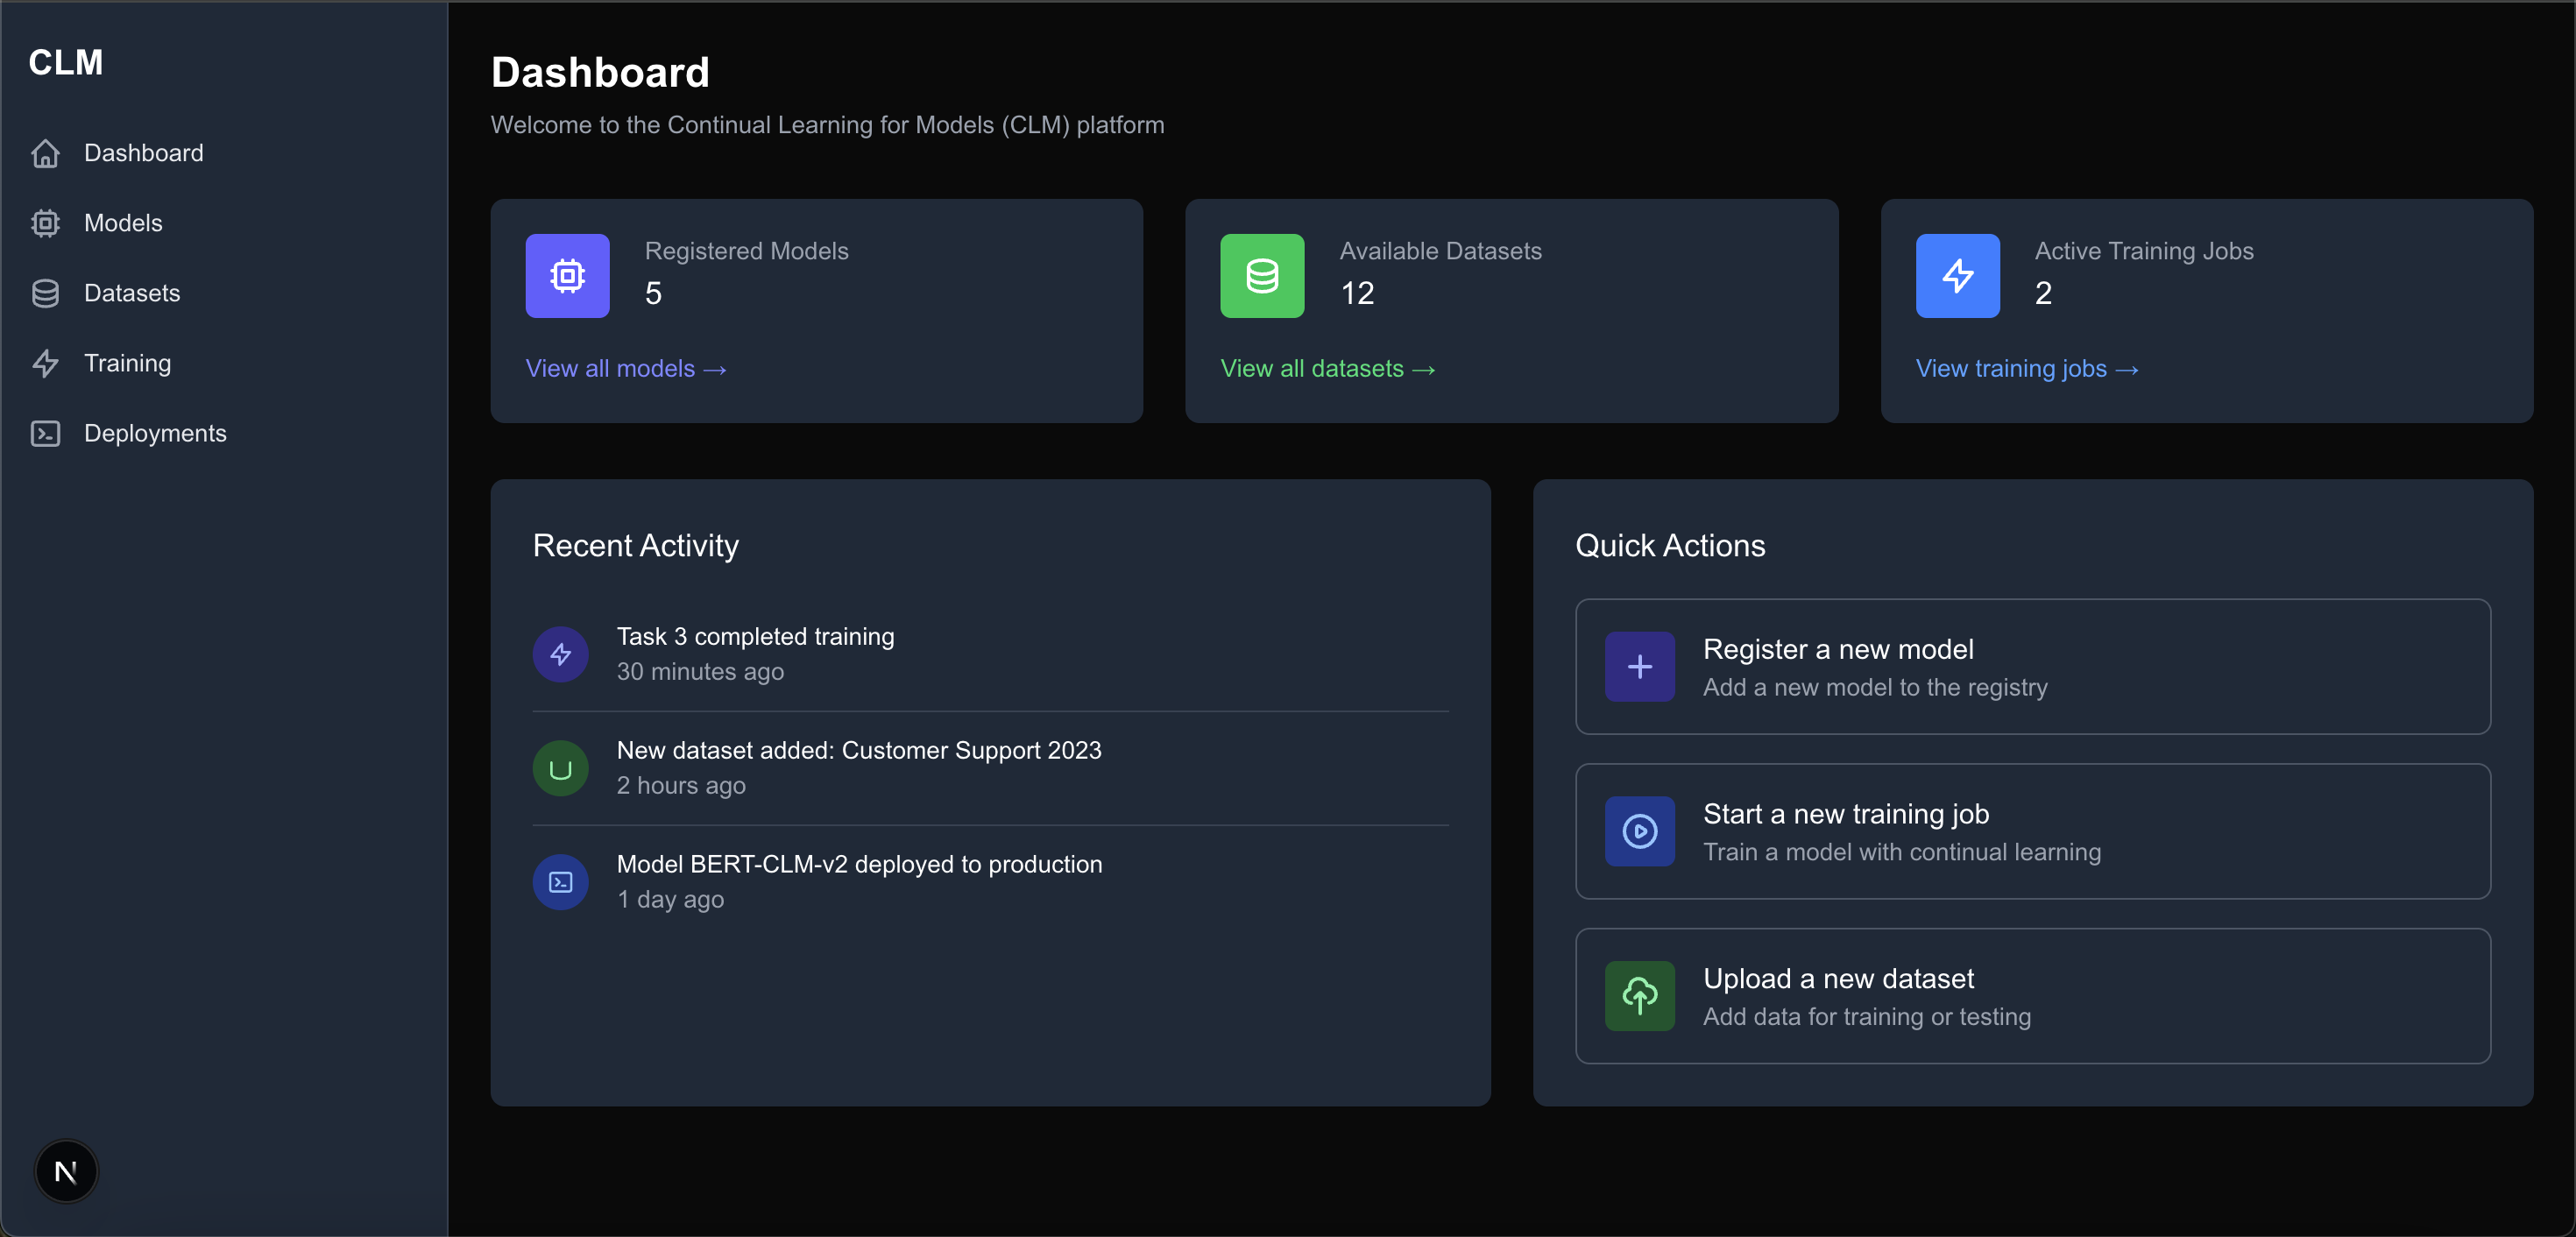 CLM
Dashboard
Models
Datasets
Training
Deployments
N
Dashboard
Welcome to the Continual Learning for Models (CLM) platform
Registered Models
5
View all models →
Available Datasets
12
View all datasets →
Active Training Jobs
2
View training jobs →
Recent Activity
Task 3 completed training
30 minutes ago
New dataset added: Customer Support 2023
2 hours ago
Model BERT-CLM-v2 deployed to production
1 day ago
Quick Actions
Register a new model
Add a new model to the registry
Start a new training job
Train a model with continual learning
Upload a new dataset
Add data for training or testing